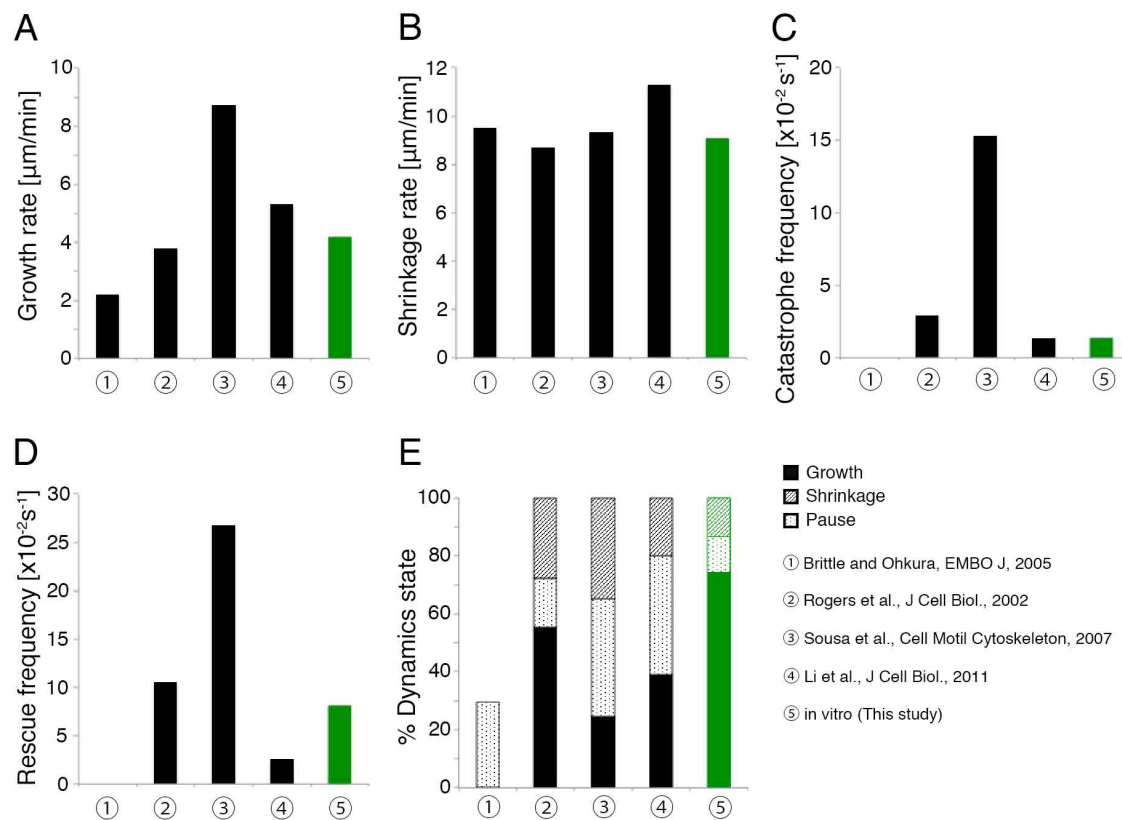 A
Growth rate [µm/min]
10
8
6
4
2
0
① ② ③ ④ ⑤
B
Shrinkage rate [µm/min]
12
10
8
6
4
2
0
① ② ③ ④ ⑤
C
Catastrophe frequency [x10⁻² s⁻¹]
20
15
10
5
0
① ② ③ ④ ⑤
D
Rescue frequency [x10⁻²s⁻¹]
30
25
20
15
10
5
0
① ② ③ ④ ⑤
E
% Dynamics state
100
80
60
40
20
0
① ② ③ ④ ⑤
Growth
Shrinkage
Pause
① Brittle and Ohkura, EMBO J, 2005
② Rogers et al., J Cell Biol., 2002
③ Sousa et al., Cell Motil Cytoskeleton, 2007
④ Li et al., J Cell Biol., 2011
⑤ in vitro (This study)